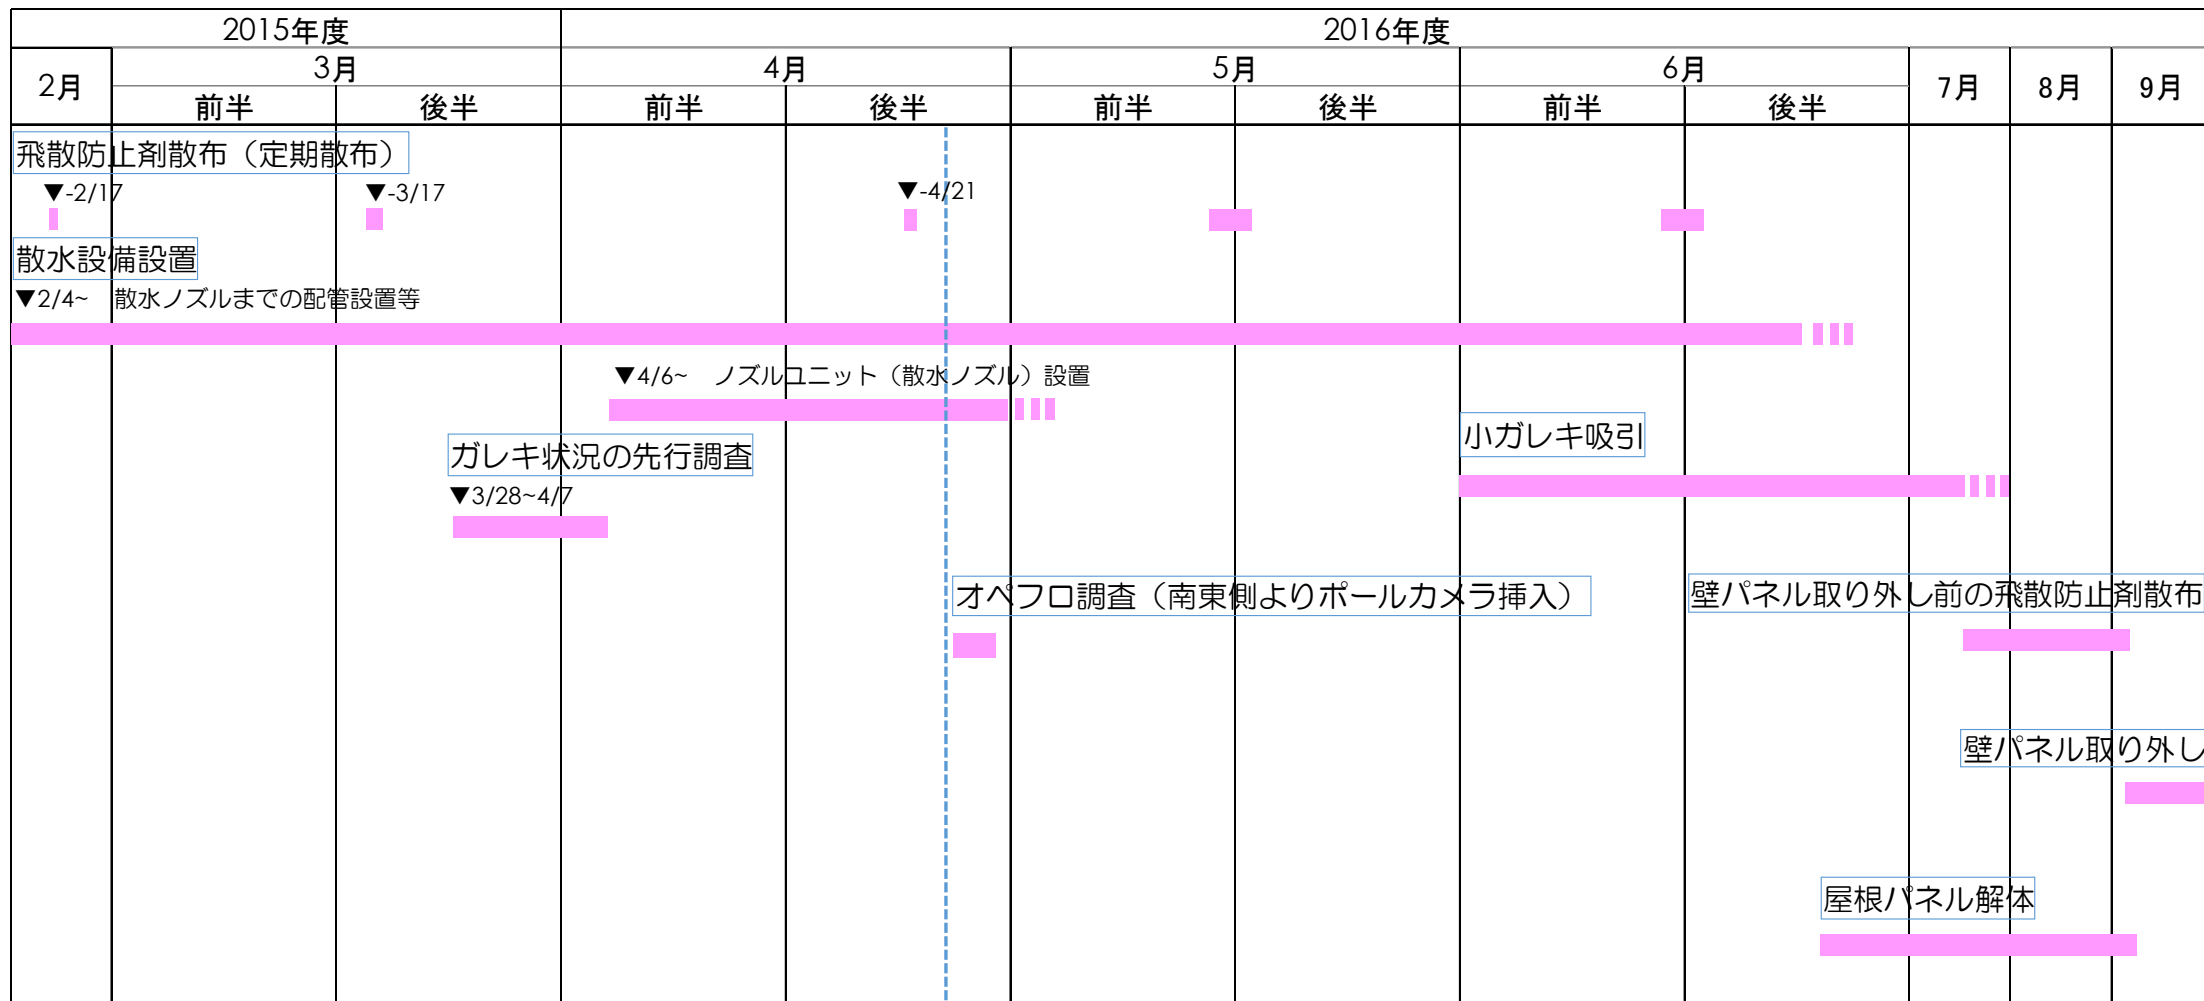 2015年度 2016年度
2月 3月 4月 5月 6月 7月 8月 9月
前半 後半 前半 後半 前半 後半 前半 後半
飛散防止剤散布（定期散布）
▼-2/17 ▼-3/17 ▼-4/21
散水設備設置
▼2/4~ 散水ノズルまでの配管設置等
▼4/6~ ノズルユニット（散水ノズル）設置
ガレキ状況の先行調査 小ガレキ吸引
▼3/28~4/7
オペフロ調査（南東側よりポールカメラ挿入） 壁パネル取り外し前の飛散防止剤散布
壁パネル取り外し
屋根パネル解体